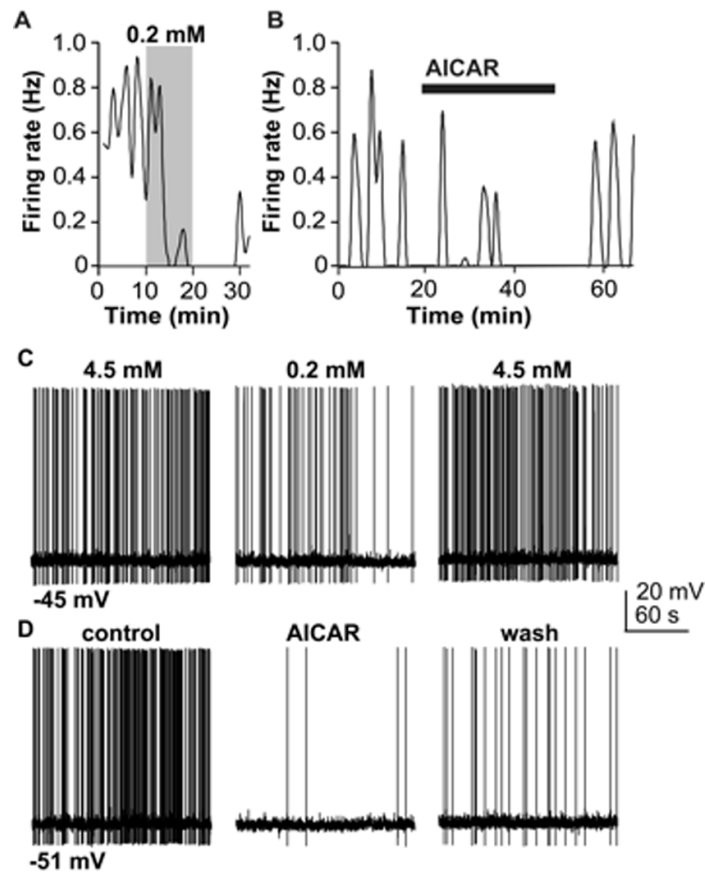 A
0.2 mM
1.0
0.8
0.6
0.4
0.2
0
Firing rate (Hz)
0 10 20 30
Time (min)
B
AICAR
1.0
0.8
0.6
0.4
0.2
0
Firing rate (Hz)
0 20 40 60
Time (min)
C
4.5 mM 0.2 mM 4.5 mM
-45 mV
20 mV
60 s
D
control AICAR wash
-51 mV